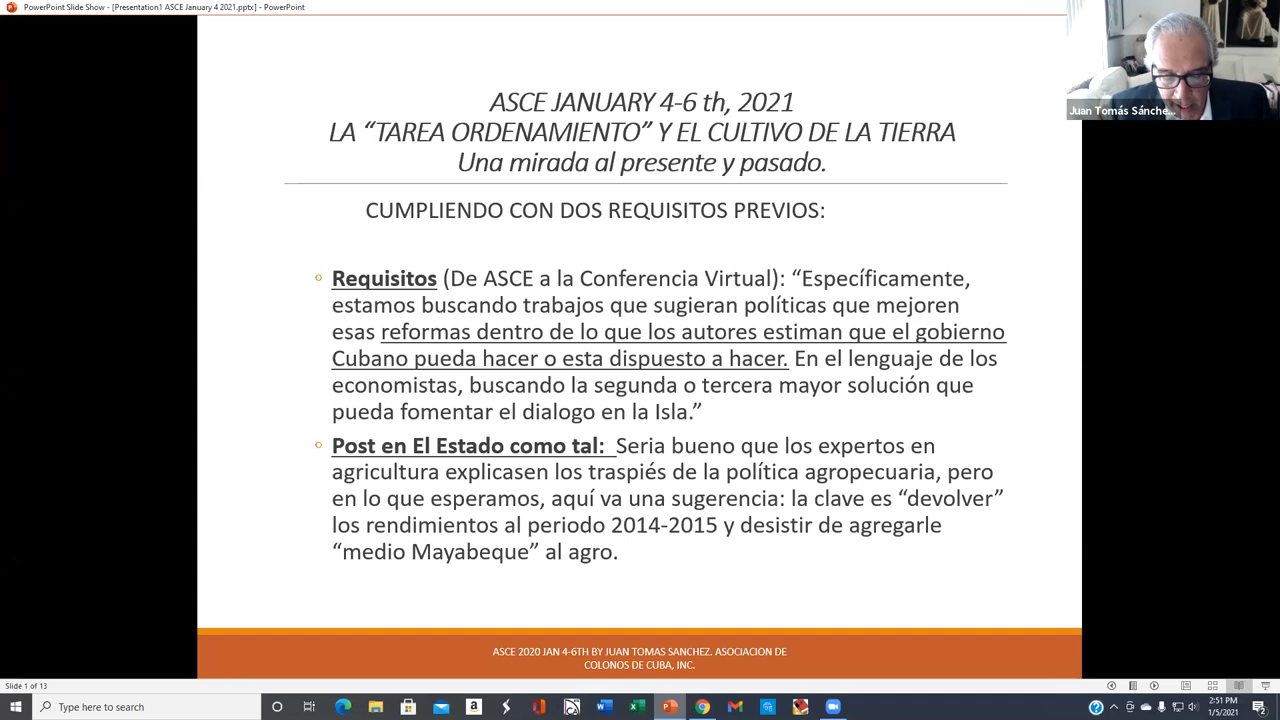 PowerPoint Slide Show - [Presentation1 ASCE January 4 2021.pptx] - PowerPoint
Juan Tomás Sánche...
ASCE JANUARY 4-6 th, 2021
LA “TAREA ORDENAMIENTO” Y EL CULTIVO DE LA TIERRA
Una mirada al presente y pasado.
CUMPLIENDO CON DOS REQUISITOS PREVIOS:
Requisitos (De ASCE a la Conferencia Virtual): “Específicamente,
estamos buscando trabajos que sugieran políticas que mejoren
esas reformas dentro de lo que los autores estiman que el gobierno
Cubano pueda hacer o esta dispuesto a hacer. En el lenguaje de los
economistas, buscando la segunda o tercera mayor solución que
pueda fomentar el dialogo en la Isla.”
Post en El Estado como tal: Seria bueno que los expertos en
agricultura explicasen los traspiés de la política agropecuaria, pero
en lo que esperamos, aquí va una sugerencia: la clave es “devolver”
los rendimientos al periodo 2014-2015 y desistir de agregarle
“medio Mayabeque” al agro.
ASCE 2020 JAN 4-6TH BY JUAN TOMAS SANCHEZ. ASOCIACION DE
COLONOS DE CUBA, INC.
Slide 1 of 13
Type here to search
2:51 PM
1/5/2021